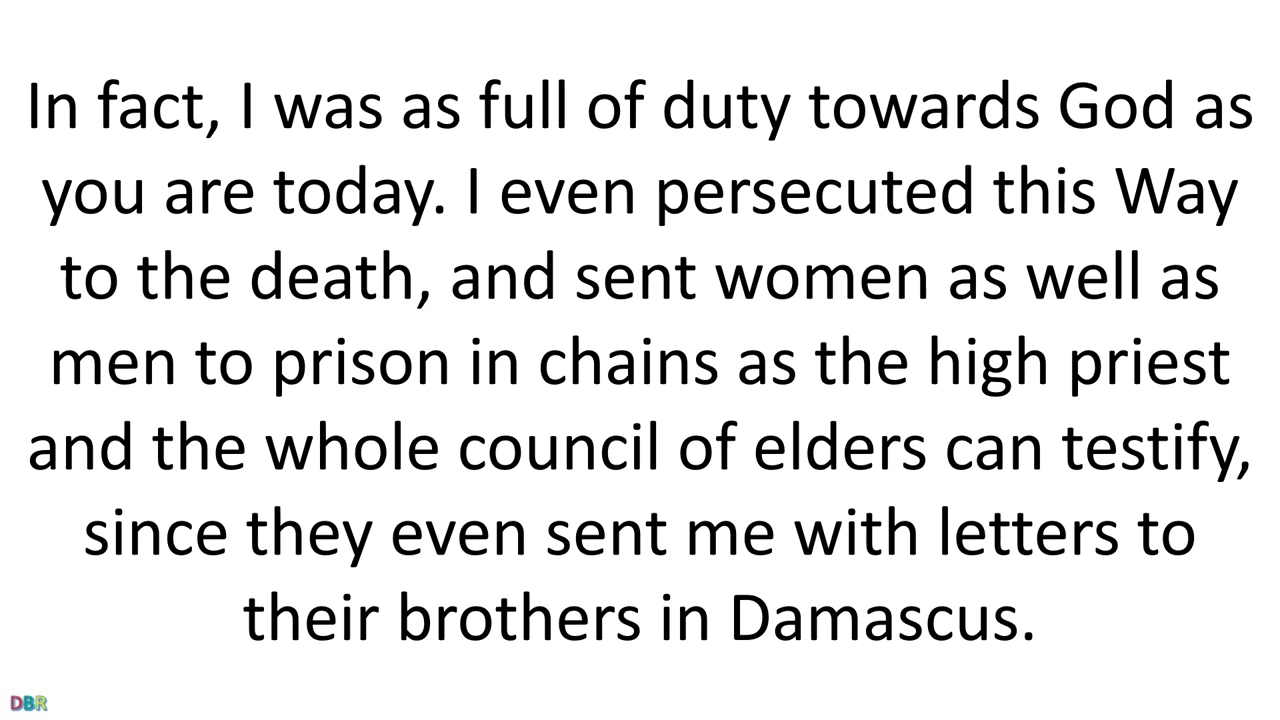 In fact, I was as full of duty towards God as
you are today. I even persecuted this Way
to the death, and sent women as well as
men to prison in chains as the high priest
and the whole council of elders can testify,
since they even sent me with letters to
their brothers in Damascus.
DBR